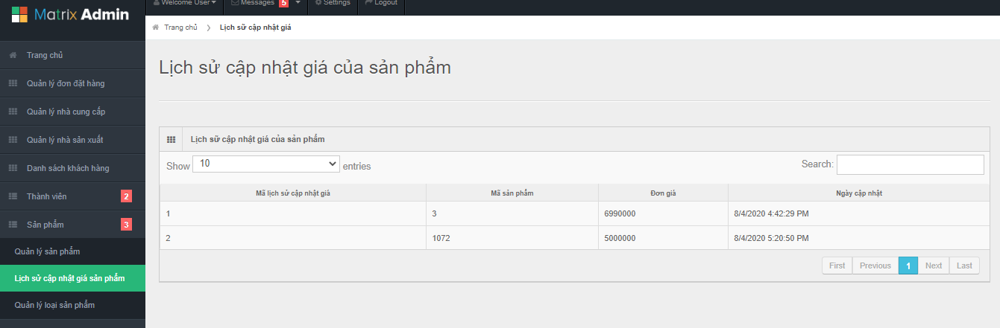 Matrix Admin
Welcome User
Messages 5
Settings
Logout
Trang chủ
Lịch sử cập nhật giá
Trang chủ
Quản lý đơn đặt hàng
Quản lý nhà cung cấp
Quản lý nhà sản xuất
Danh sách khách hàng
Thành viên 2
Sản phẩm 3
Quản lý sản phẩm
Lịch sử cập nhật giá sản phẩm
Quản lý loại sản phẩm
Lịch sử cập nhật giá của sản phẩm
Lịch sữ cập nhật giá của sản phẩm
Show 10 entries
Search:
Mã lịch sử cập nhật giá Mã sản phẩm Đơn giá Ngày cập nhật
1 3 6990000 8/4/2020 4:42:29 PM
2 1072 5000000 8/4/2020 5:20:50 PM
First Previous 1 Next Last